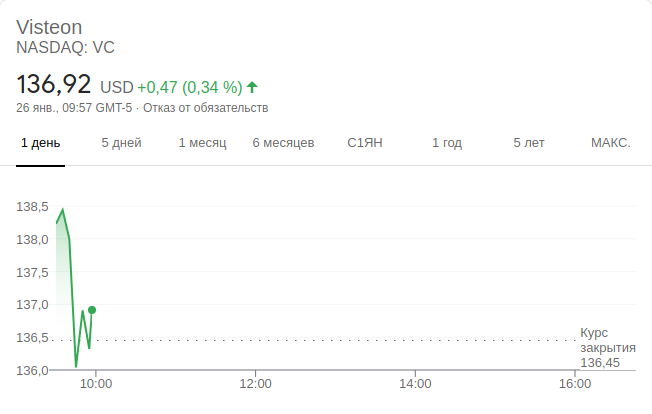 Visteon
NASDAQ: VC
136,92 USD +0,47 (0,34 %)
26 янв., 09:57 GMT-5 · Отказ от обязательств
1 день 5 дней 1 месяц 6 месяцев С1ЯН 1 год 5 лет МАКС.
138,5
138,0
137,5
137,0
136,5
136,0
Курс
закрытия
136,45
10:00 12:00 14:00 16:00